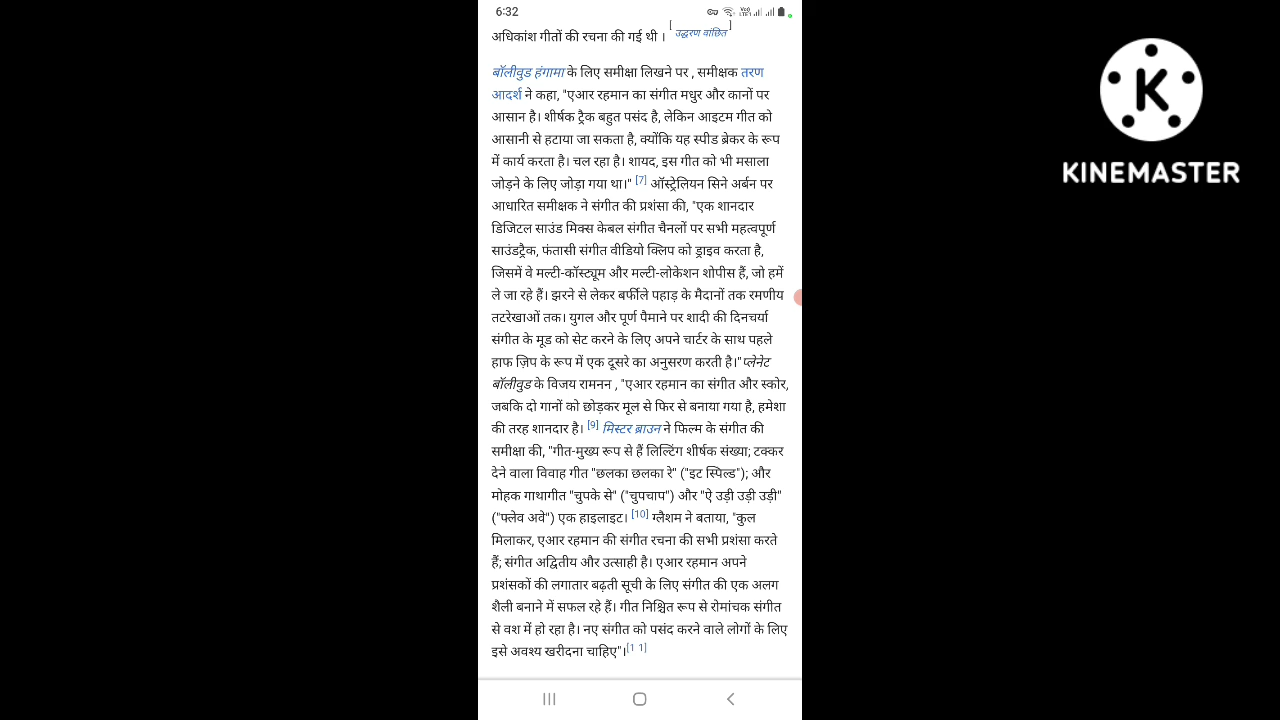 6:32
अधिकांश गीतों की रचना की गई थी । [ उद्धरण वांछित ]
बॉलीवुड हंगामा के लिए समीक्षा लिखने पर , समीक्षक तरण
आदर्श ने कहा, "एआर रहमान का संगीत मधुर और कानों पर
आसान है। शीर्षक ट्रैक बहुत पसंद है, लेकिन आइटम गीत को
आसानी से हटाया जा सकता है, क्योंकि यह स्पीड ब्रेकर के रूप
में कार्य करता है। चल रहा है। शायद, इस गीत को भी मसाला
जोड़ने के लिए जोड़ा गया था।" [7] ऑस्ट्रेलियन सिने अर्बन पर
आधारित समीक्षक ने संगीत की प्रशंसा की, "एक शानदार
डिजिटल साउंड मिक्स केबल संगीत चैनलों पर सभी महत्वपूर्ण
साउंडट्रैक, फंतासी संगीत वीडियो क्लिप को ड्राइव करता है,
जिसमें वे मल्टी-कॉस्ट्यूम और मल्टी-लोकेशन शोपीस हैं, जो हमें
ले जा रहे हैं। झरने से लेकर बर्फीले पहाड़ के मैदानों तक रमणीय
तटरेखाओं तक। युगल और पूर्ण पैमाने पर शादी की दिनचर्या
संगीत के मूड को सेट करने के लिए अपने चार्टर के साथ पहले
हाफ ज़िप के रूप में एक दूसरे का अनुसरण करती है।"प्लेनेट
बॉलीवुड के विजय रामनन , "एआर रहमान का संगीत और स्कोर,
जबकि दो गानों को छोड़कर मूल से फिर से बनाया गया है, हमेशा
की तरह शानदार है। [9] मिस्टर ब्राउन ने फिल्म के संगीत की
समीक्षा की, "गीत-मुख्य रूप से हैं लिल्टिंग शीर्षक संख्या; टक्कर
देने वाला विवाह गीत "छलका छलका रे" ("इट स्पिल्ड"); और
मोहक गाथागीत "चुपके से" ("चुपचाप") और "ऐ उड़ी उड़ी उड़ी"
("फ्लेव अवे") एक हाइलाइट। [10] ग्लैशम ने बताया, "कुल
मिलाकर, एआर रहमान की संगीत रचना की सभी प्रशंसा करते
हैं; संगीत अद्वितीय और उत्साही है। एआर रहमान अपने
प्रशंसकों की लगातार बढ़ती सूची के लिए संगीत की एक अलग
शैली बनाने में सफल रहे हैं। गीत निश्चित रूप से रोमांचक संगीत
से वश में हो रहा है। नए संगीत को पसंद करने वाले लोगों के लिए
इसे अवश्य खरीदना चाहिए"।[1 1]
K
KINEMASTER